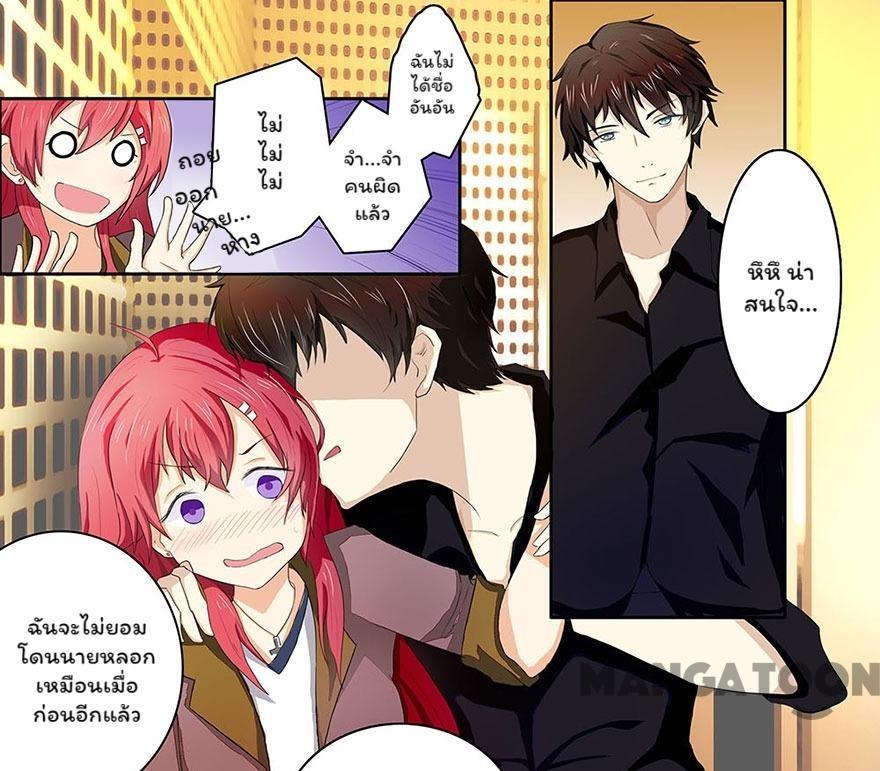 ฉันไม่
ได้ชื่อ
อันอัน
จำ...จำ
คนผิด
แล้ว
ไม่
ไม่
ไม่
ถอย
ออก
นาย...
ห่าง
หึหึ น่า
สนใจ...
ฉันจะไม่ยอม
โดนนายหลอก
เหมือนเมื่อ
ก่อนอีกแล้ว
MANGATOON